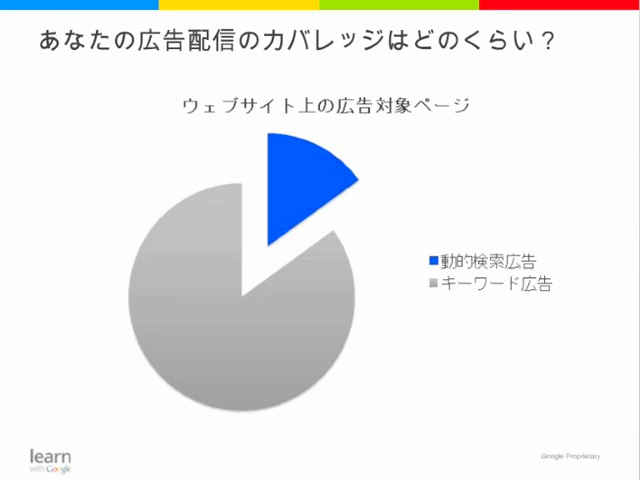 あなたの広告配信のカバレッジはどのくらい？
ウェブサイト上の広告対象ページ
動的検索広告
キーワード広告
learn
with Google
Google Proprietary